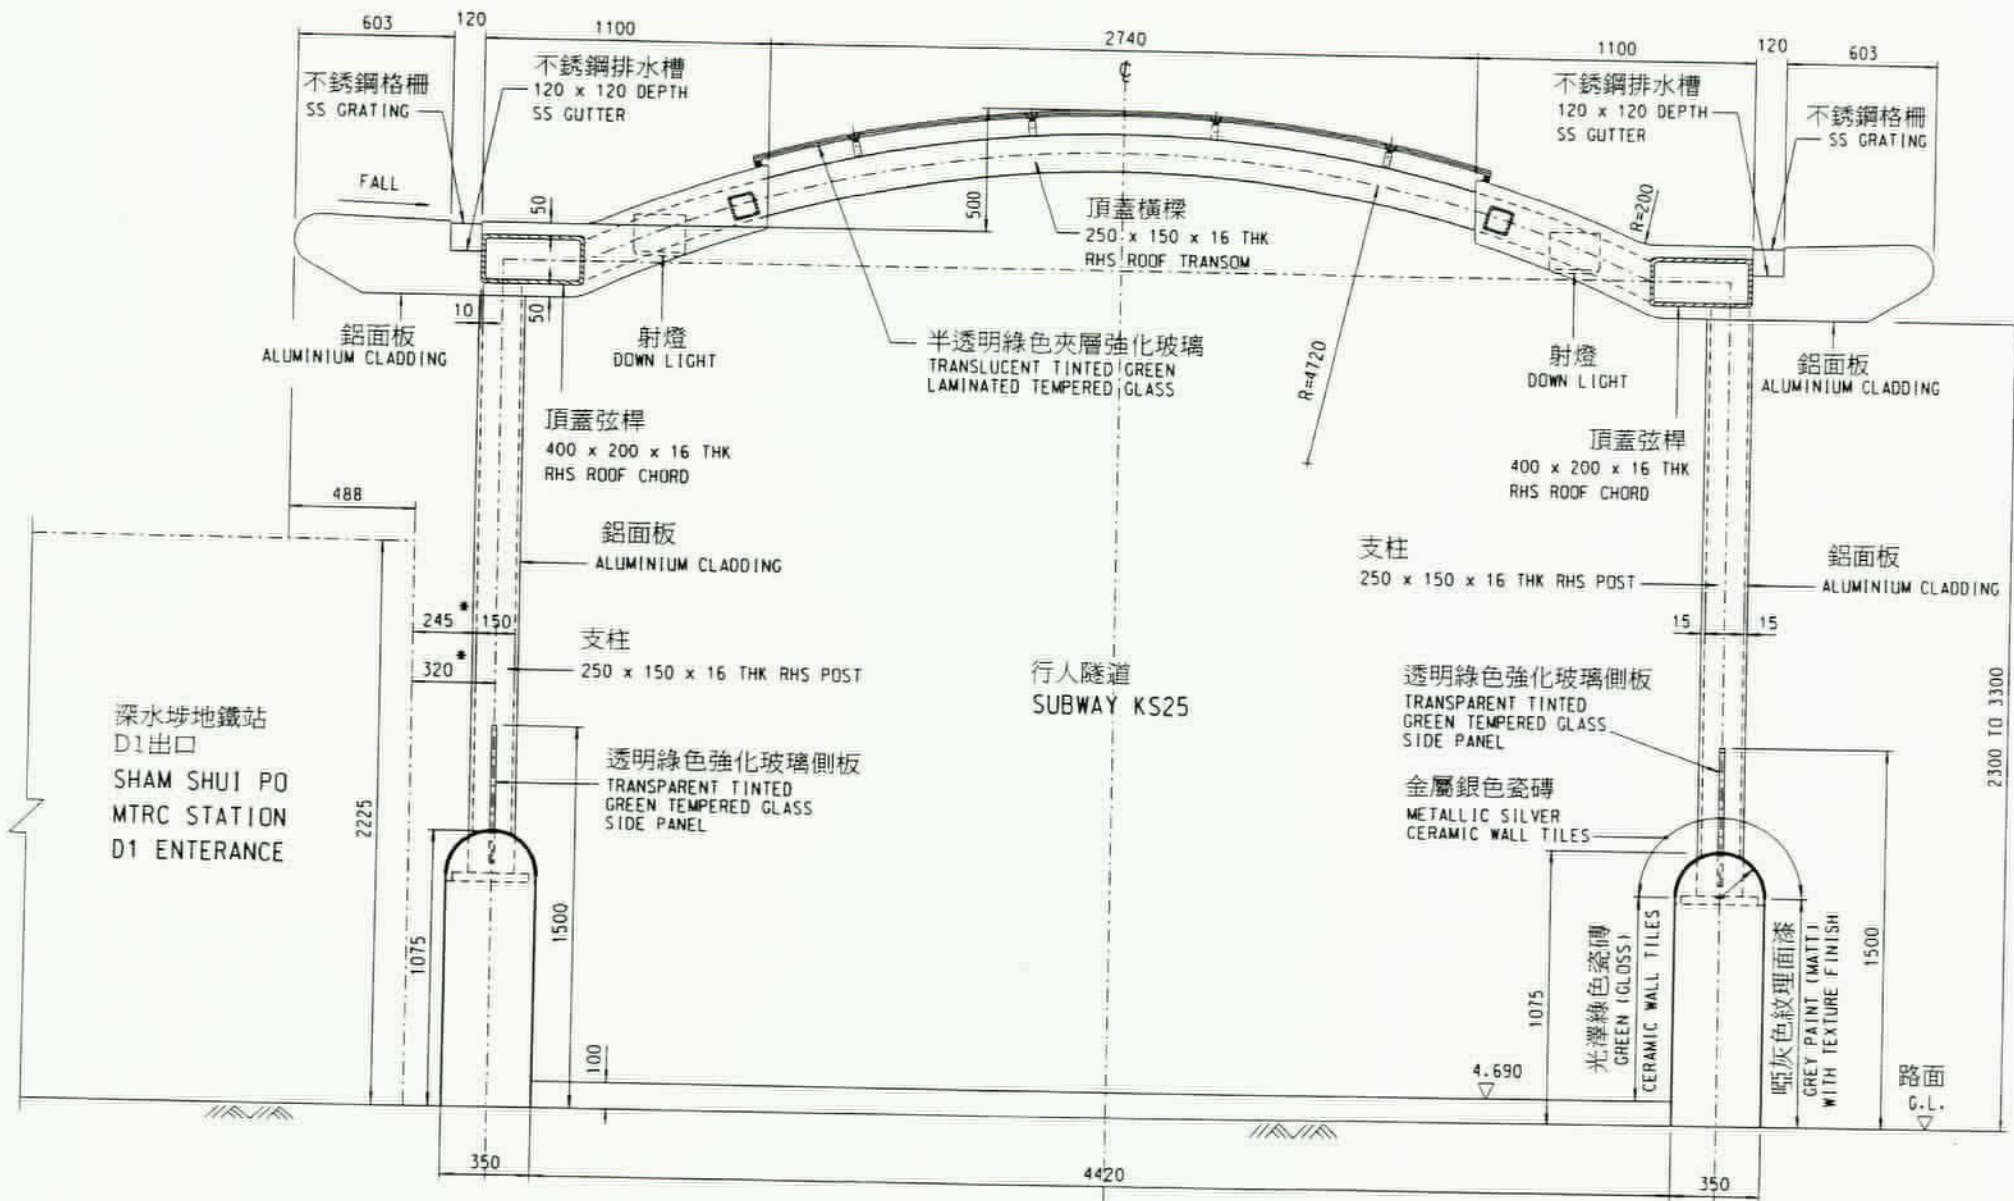 603
120
1100
2740
1100
120
603
不銹鋼格柵
SS GRATING
不銹鋼排水槽
120 x 120 DEPTH
SS GUTTER
℄
不銹鋼排水槽
120 x 120 DEPTH
SS GUTTER
不銹鋼格柵
SS GRATING
FALL
50
500
頂蓋橫樑
250 x 150 x 16 THK
RHS ROOF TRANSOM
R=200
10
50
鋁面板
ALUMINIUM CLADDING
射燈
DOWN LIGHT
半透明綠色夾層強化玻璃
TRANSLUCENT TINTED GREEN
LAMINATED TEMPERED GLASS
R=4720
射燈
DOWN LIGHT
鋁面板
ALUMINIUM CLADDING
頂蓋弦桿
400 x 200 x 16 THK
RHS ROOF CHORD
頂蓋弦桿
400 x 200 x 16 THK
RHS ROOF CHORD
488
鋁面板
ALUMINIUM CLADDING
支柱
250 x 150 x 16 THK RHS POST
鋁面板
ALUMINIUM CLADDING
245*
150
320*
支柱
250 x 150 x 16 THK RHS POST
15
15
行人隧道
SUBWAY KS25
深水埗地鐵站
D1出口
SHAM SHUI PO
MTRC STATION
D1 ENTERANCE
2225
透明綠色強化玻璃側板
TRANSPARENT TINTED
GREEN TEMPERED GLASS
SIDE PANEL
透明綠色強化玻璃側板
TRANSPARENT TINTED
GREEN TEMPERED GLASS
SIDE PANEL
金屬銀色瓷磚
METALLIC SILVER
CERAMIC WALL TILES
2300 TO 3300
1075
1500
100
1075
光澤綠色瓷磚
GREEN (GLOSS)
CERAMIC WALL TILES
啞灰色紋理面漆
GREY PAINT (MATT)
WITH TEXTURE FINISH
1500
4.690
路面
G.L.
350
4420
350